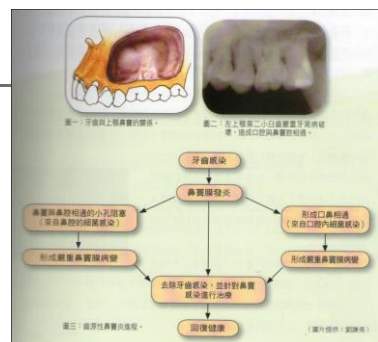 圖一：牙齒與上顎鼻竇的關係。
圖二：左上顎第二小臼齒嚴重牙周病破
壞，造成口腔與鼻竇腔相通。
牙齒感染
鼻竇膜發炎
鼻竇與鼻腔相通的小孔阻塞
（來自鼻腔的細菌感染）
形成口鼻相通
（來自口腔內細菌感染）
形成嚴重鼻竇膜病變
形成嚴重鼻竇膜病變
去除牙齒感染，並針對鼻竇
感染進行治療
回復健康
圖三：齒源性鼻竇炎進程。
（圖片提供：劉